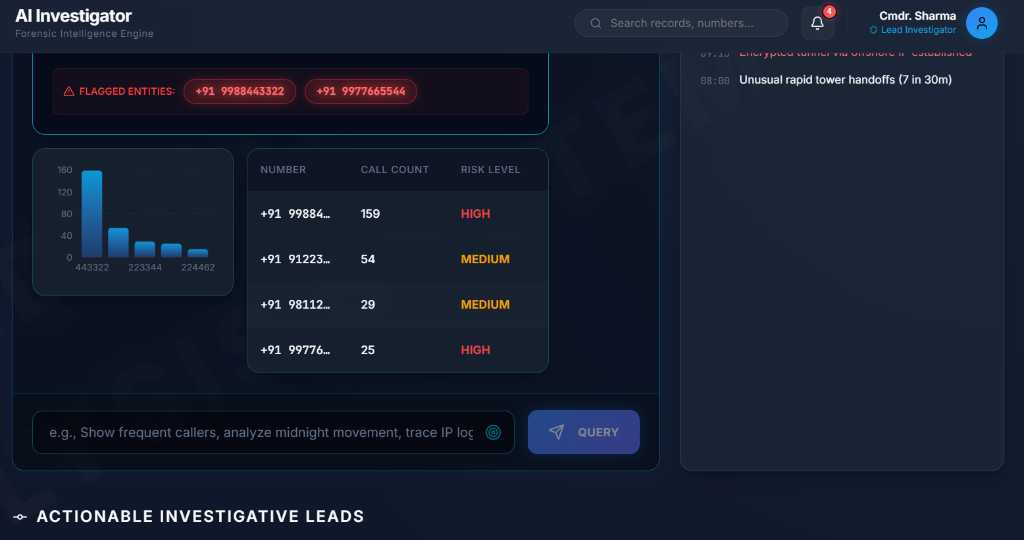 AI Investigator
Forensic Intelligence Engine
Search records, numbers...
4
Cmdr. Sharma
Lead Investigator
FLAGGED ENTITIES: +91 9988443322 +91 9977665544
Encrypted tunnel via offshore IP established
08:00 Unusual rapid tower handoffs (7 in 30m)
160
120
80
40
0
443322 223344 224462
NUMBER CALL COUNT RISK LEVEL
+91 99884… 159 HIGH
+91 91223… 54 MEDIUM
+91 98112… 29 MEDIUM
+91 99776… 25 HIGH
e.g., Show frequent callers, analyze midnight movement, trace IP log
QUERY
ACTIONABLE INVESTIGATIVE LEADS